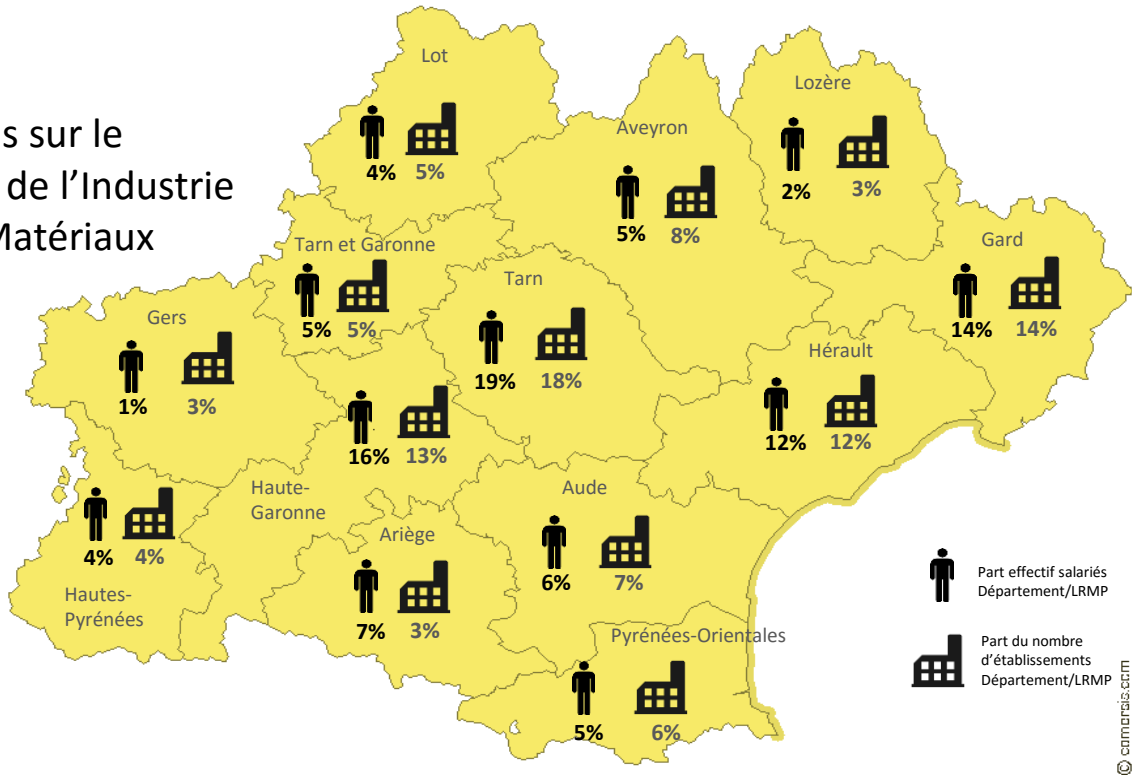 s sur le
de l'Industrie
Matériaux
Lot
4% 5%
Lozère
2% 3%
Aveyron
5% 8%
Gard
14% 14%
Tarn et Garonne
5% 5%
Tarn
19% 18%
Gers
1% 3%
Hérault
12% 12%
16% 13%
Haute-
Garonne
Aude
6% 7%
4% 4%
Hautes-
Pyrénées
Ariège
7% 3%
Pyrénées-Orientales
5% 6%
Part effectif salariés
Département/LRMP
Part du nombre
d'établissements
Département/LRMP
© comersis.com